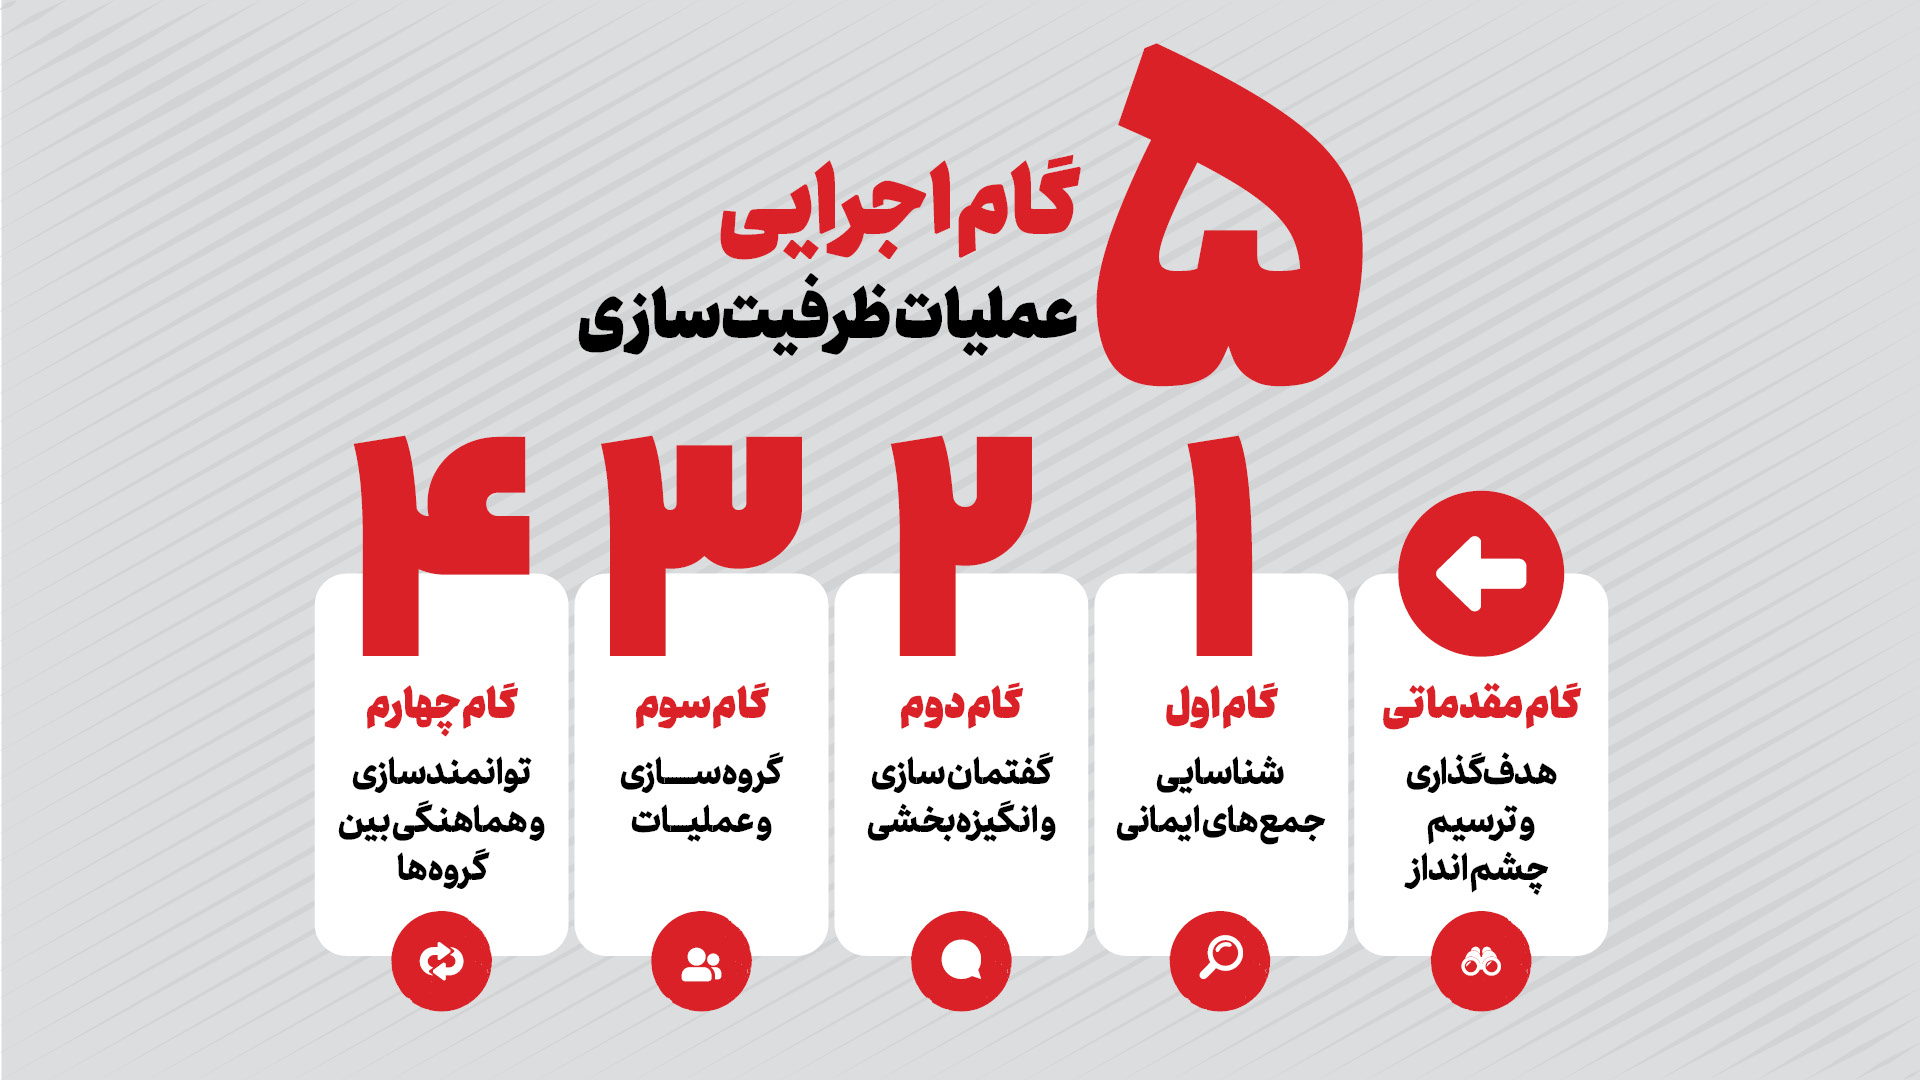 ۵
گام اجرایی
عملیات ظرفیت‌سازی
گام مقدماتی
هدف‌گذاری
و ترسیم
چشم‌انداز
۱
گام اول
شناسایی
جمع‌های ایمانی
۲
گام دوم
گفتمان سازی
و انگیزه‌بخشی
۳
گام سوم
گروه‌ســازی
و عملیــات
۴
گام چهارم
توانمندسازی
و هماهنگی بین
گروه‌ها